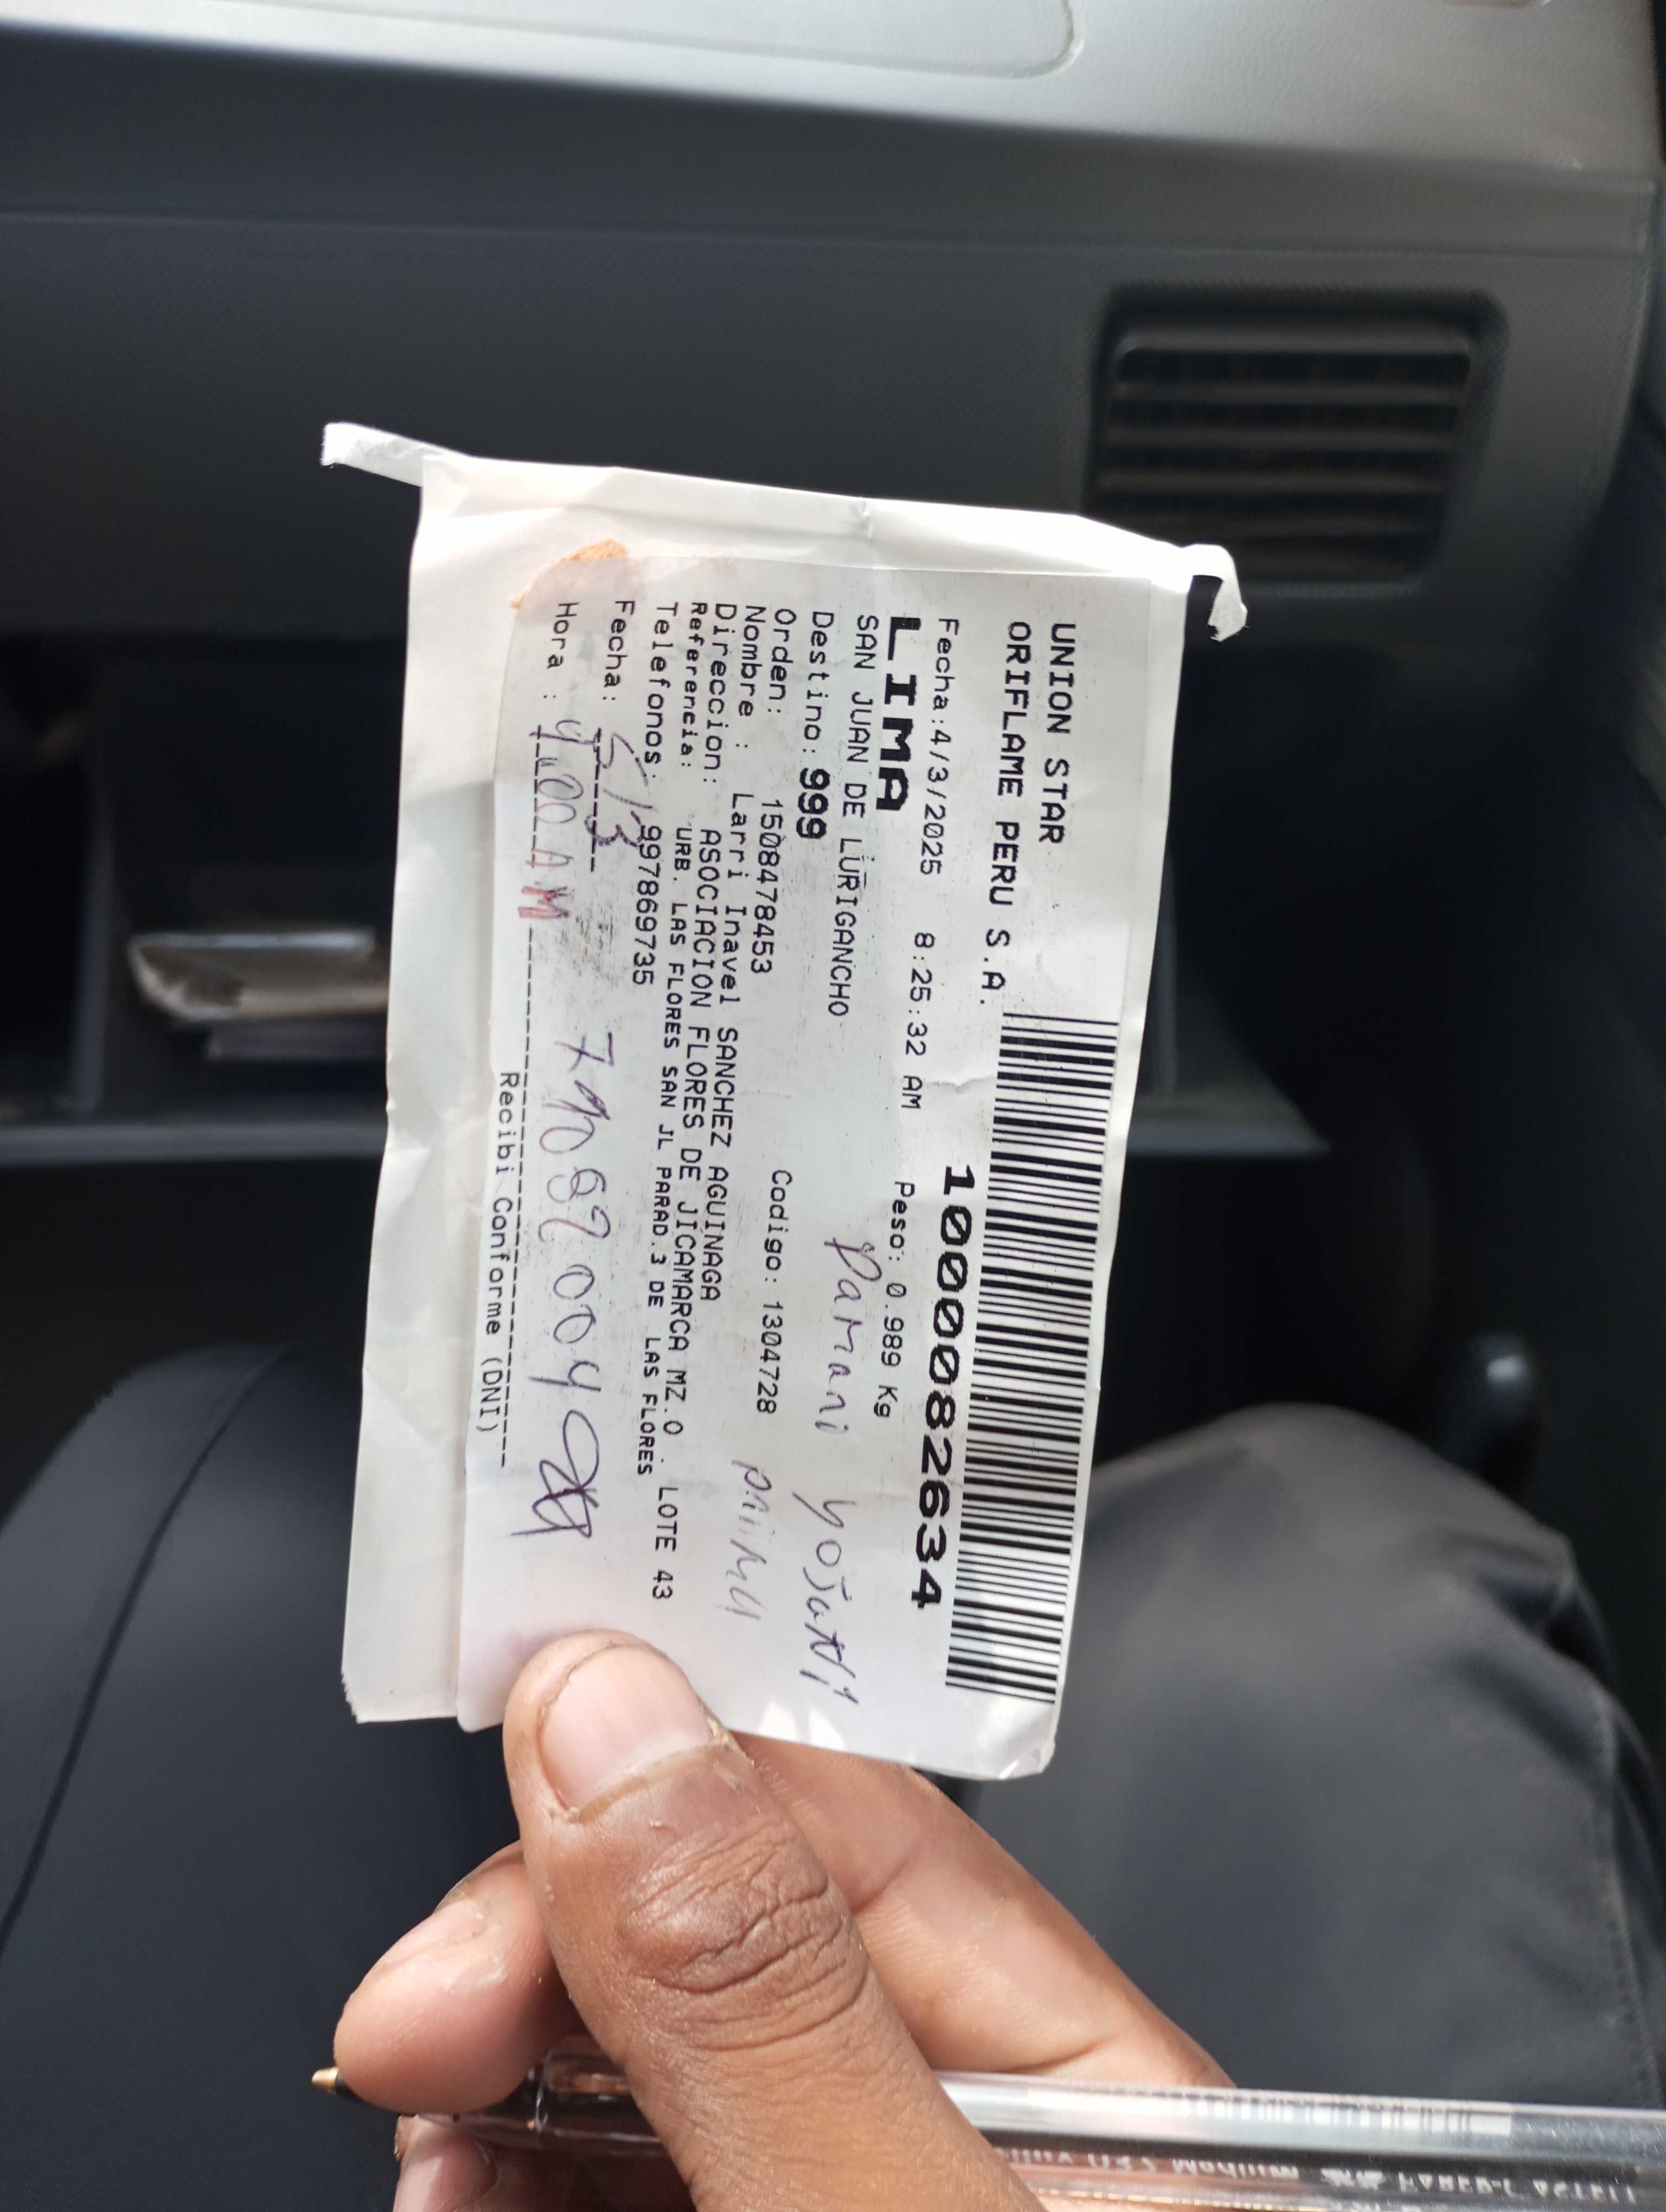 UNION STAR
ORIFLAME PERU S.A.
1000082634
Fecha:4/3/2025 8:25:32 AM Peso: 0.989 Kg
LIMA
SAN JUAN DE LURIGANCHO
Damani
Destino: 999
Orden: 1508478453 Codigo: 1304728
Nombre : Larri Inavel SANCHEZ AGUINAGA
Direccion: ASOCIACION FLORES DE JICAMARCA MZ.O. LOTE 43
Referencia: URB. LAS FLORES SAN JL PARAD.3 DE LAS FLORES
Telefonos: 997869735
Fecha: 5/3
Hora : 9:00 AM
Recibi Conforme (DNI)